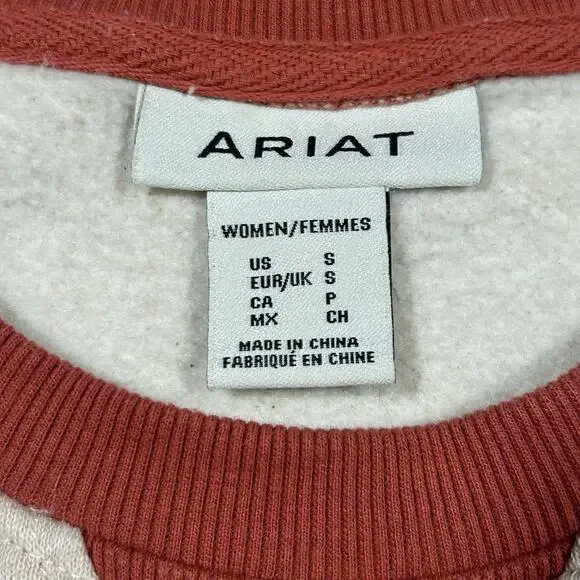 ARIAT
WOMEN/FEMMES
US S
EUR/UK S
CA P
MX CH
MADE IN CHINA
FABRIQUÉ EN CHINE